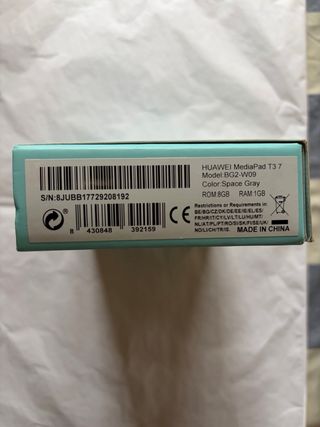 HUAWEI MediaPad T3 7
Model:BG2-W09
Color:Space Gray
ROM 8GB RAM 1GB
S/N:8JUBB17729208192
Restrictions or Requirements in:
BE/BG/CZ/DK/DE/EE/IE/EL/ES/
FR/HR/IT/CY/LV/LT/LU/HU/MT/
NL/AT/PL/PT/RO/SI/SK/FI/SE/UK/
NO/LI/CH/TR/IS.
8 430848 392159
CE
MADE IN CHINA